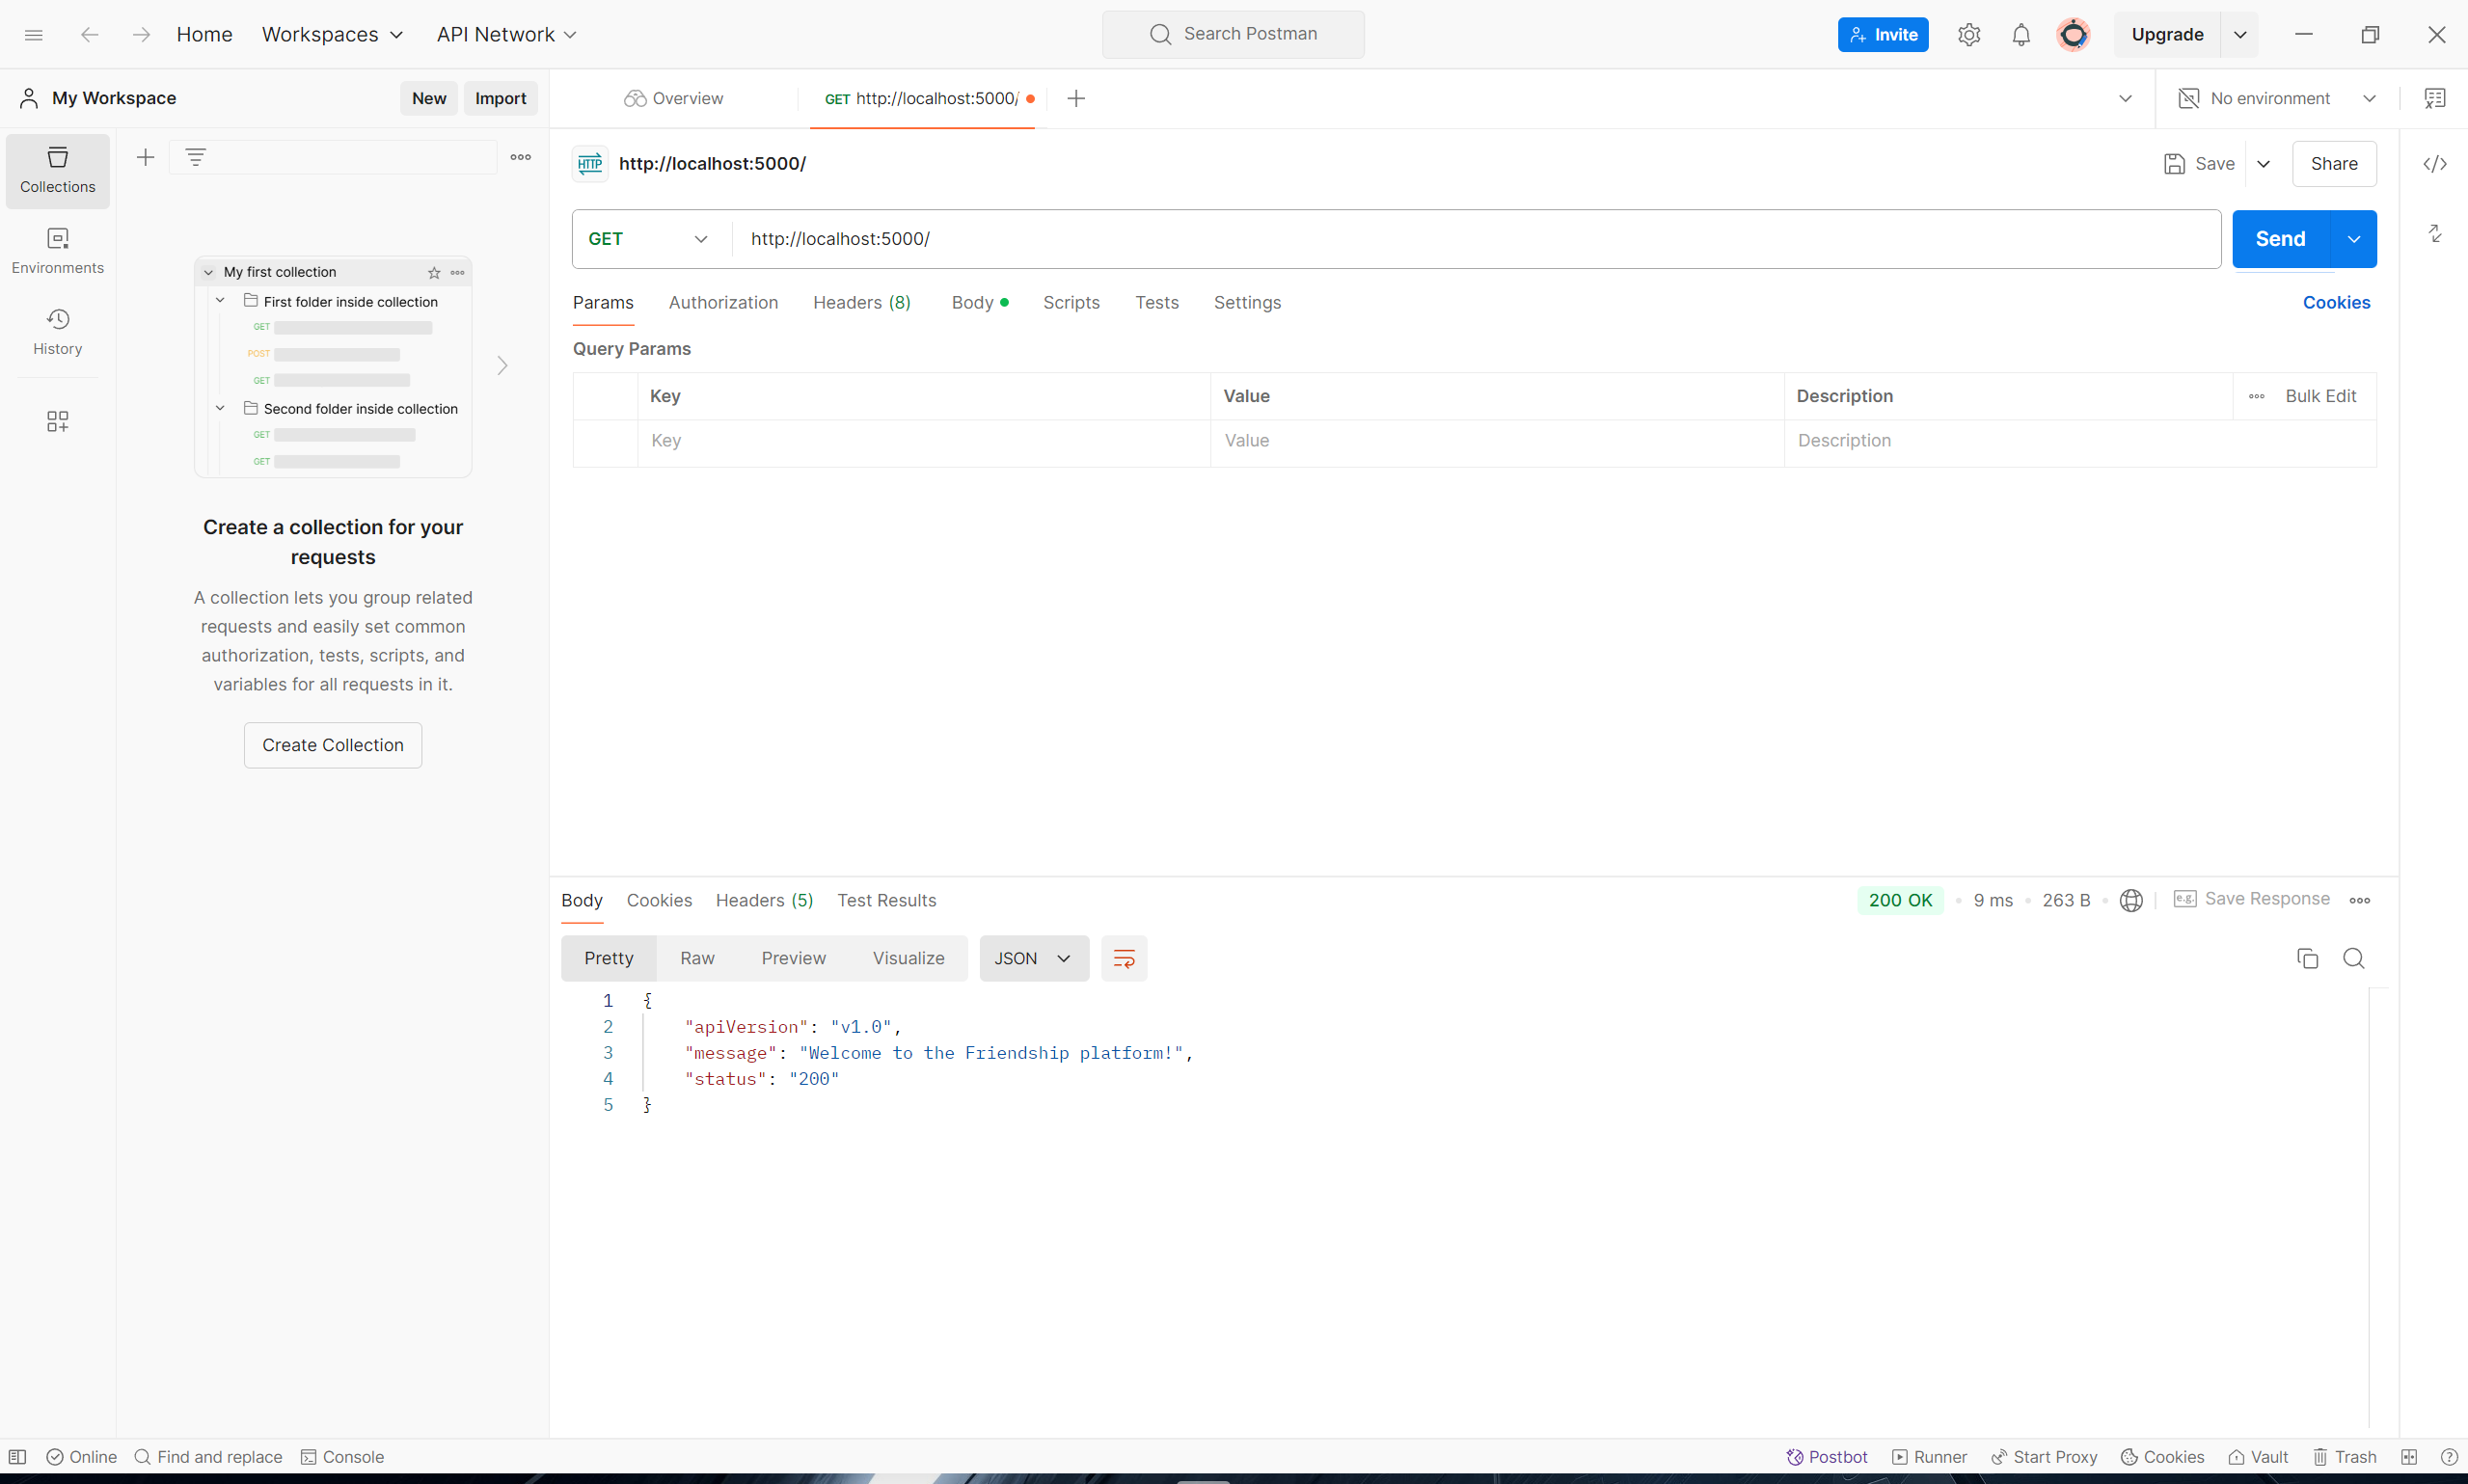 Home Workspaces API Network Search Postman Invite Upgrade
My Workspace New Import Overview GET http://localhost:5000/ No environment
Collections
Environments
History
My first collection
First folder inside collection
GET
POST
GET
Second folder inside collection
GET
GET
Create a collection for your
requests
A collection lets you group related
requests and easily set common
authorization, tests, scripts, and
variables for all requests in it.
Create Collection
HTTP http://localhost:5000/ Save Share
GET http://localhost:5000/ Send
Params Authorization Headers (8) Body Scripts Tests Settings Cookies
Query Params
Key Value Description Bulk Edit
Key Value Description
Body Cookies Headers (5) Test Results 200 OK 9 ms 263 B e.g. Save Response
Pretty Raw Preview Visualize JSON
1 {
2 "apiVersion": "v1.0",
3 "message": "Welcome to the Friendship platform!",
4 "status": "200"
5 }
Online Find and replace Console Postbot Runner Start Proxy Cookies Vault Trash